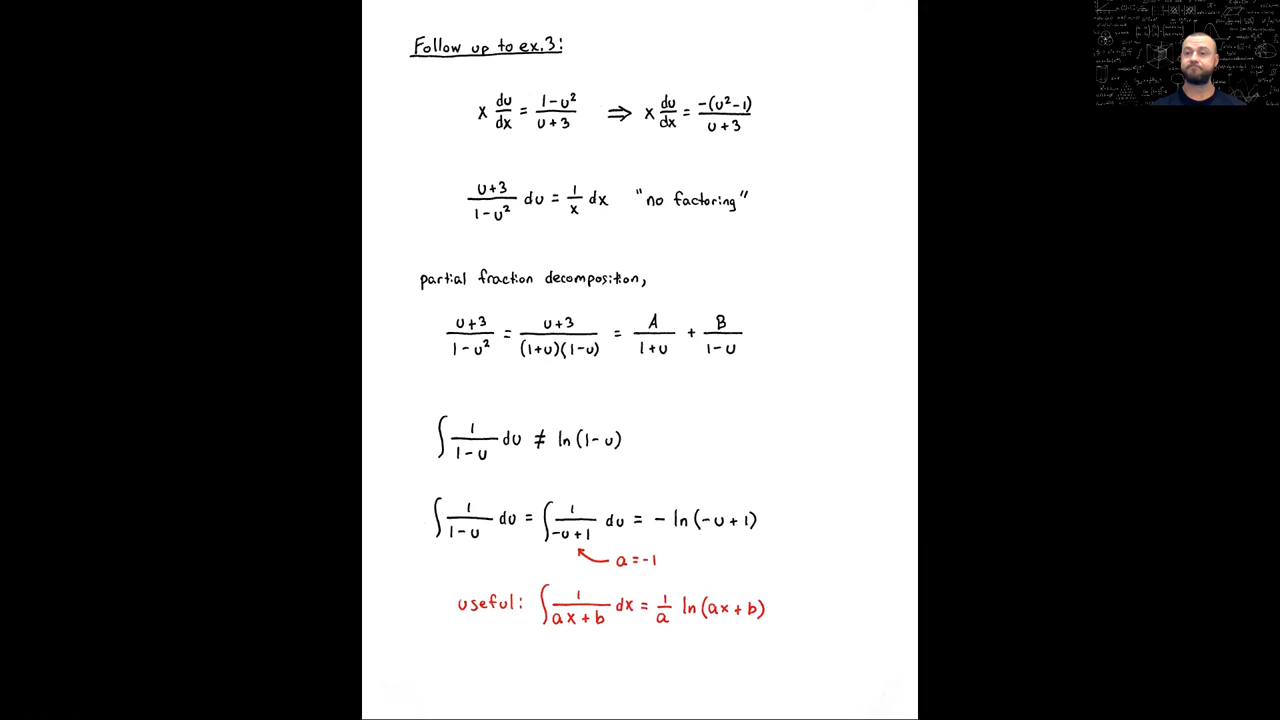 Follow up to ex.3:
x du/dx = (1-u²)/(u+3) ⇒ x du/dx = -(u²-1)/(u+3)
(u+3)/(1-u²) du = 1/x dx "no factoring"
partial fraction decomposition,
(u+3)/(1-u²) = (u+3)/((1+u)(1-u)) = A/(1+u) + B/(1-u)
∫ 1/(1-u) du ≠ ln(1-u)
∫ 1/(1-u) du = ∫ 1/(-u+1) du = - ln(-u+1)
a=-1
useful: ∫ 1/(ax+b) dx = 1/a ln(ax+b)